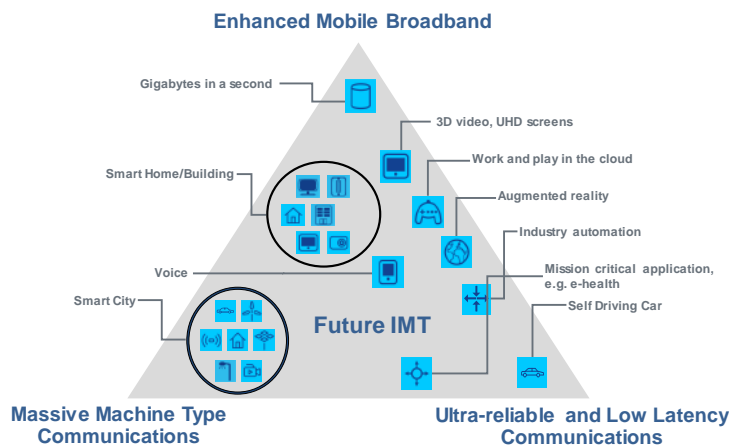 Enhanced Mobile Broadband
Gigabytes in a second
3D video, UHD screens
Work and play in the cloud
Smart Home/Building
Augmented reality
Industry automation
Mission critical application,
e.g. e-health
Voice
Smart City
Self Driving Car
Future IMT
Massive Machine Type
Communications
Ultra-reliable and Low Latency
Communications